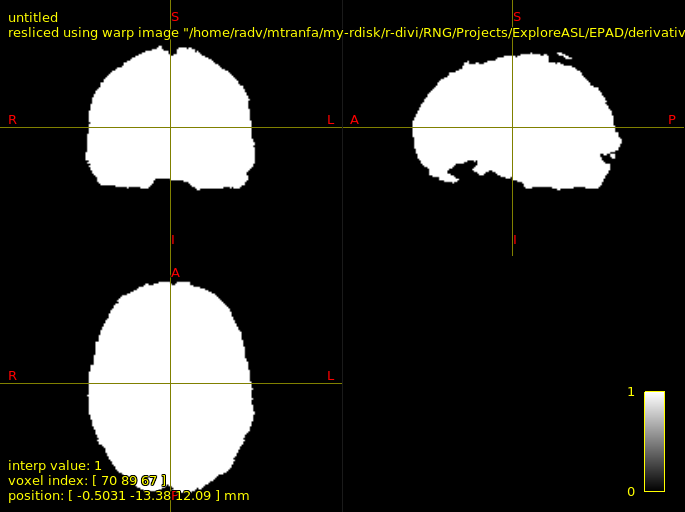 untitled
resliced using warp image "/home/radv/mtranfa/my-rdisk/r-divi/RNG/Projects/ExploreASL/EPAD/derivativ
S
S
R
L
A
P
I
I
A
R
L
1
interp value: 1
voxel index: [ 70 89 67 ]
0
position: [ -0.5031 -13.38 12.09 ] mm